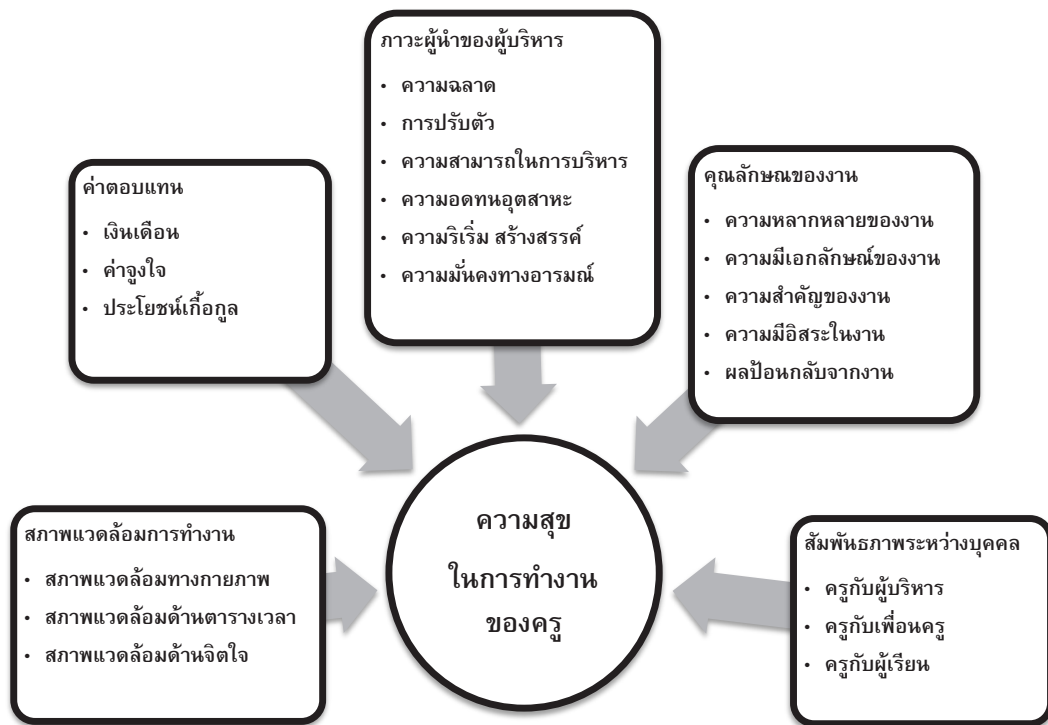 ภาวะผู้นำของผู้บริหาร
• ความฉลาด
• การปรับตัว
• ความสามารถในการบริหาร
• ความอดทนอุตสาหะ
• ความริเริ่ม สร้างสรรค์
• ความมั่นคงทางอารมณ์
ค่าตอบแทน
• เงินเดือน
• ค่าจูงใจ
• ประโยชน์เกื้อกูล
คุณลักษณของงาน
• ความหลากหลายของงาน
• ความมีเอกลักษณ์ของงาน
• ความสำคัญของงาน
• ความมีอิสระในงาน
• ผลป้อนกลับจากงาน
ความสุข
ในการทำงาน
ของครู
สภาพแวดล้อมการทำงาน
• สภาพแวดล้อมทางกายภาพ
• สภาพแวดล้อมด้านตารางเวลา
• สภาพแวดล้อมด้านจิตใจ
สัมพันธภาพระหว่างบุคคล
• ครูกับผู้บริหาร
• ครูกับเพื่อนครู
• ครูกับผู้เรียน